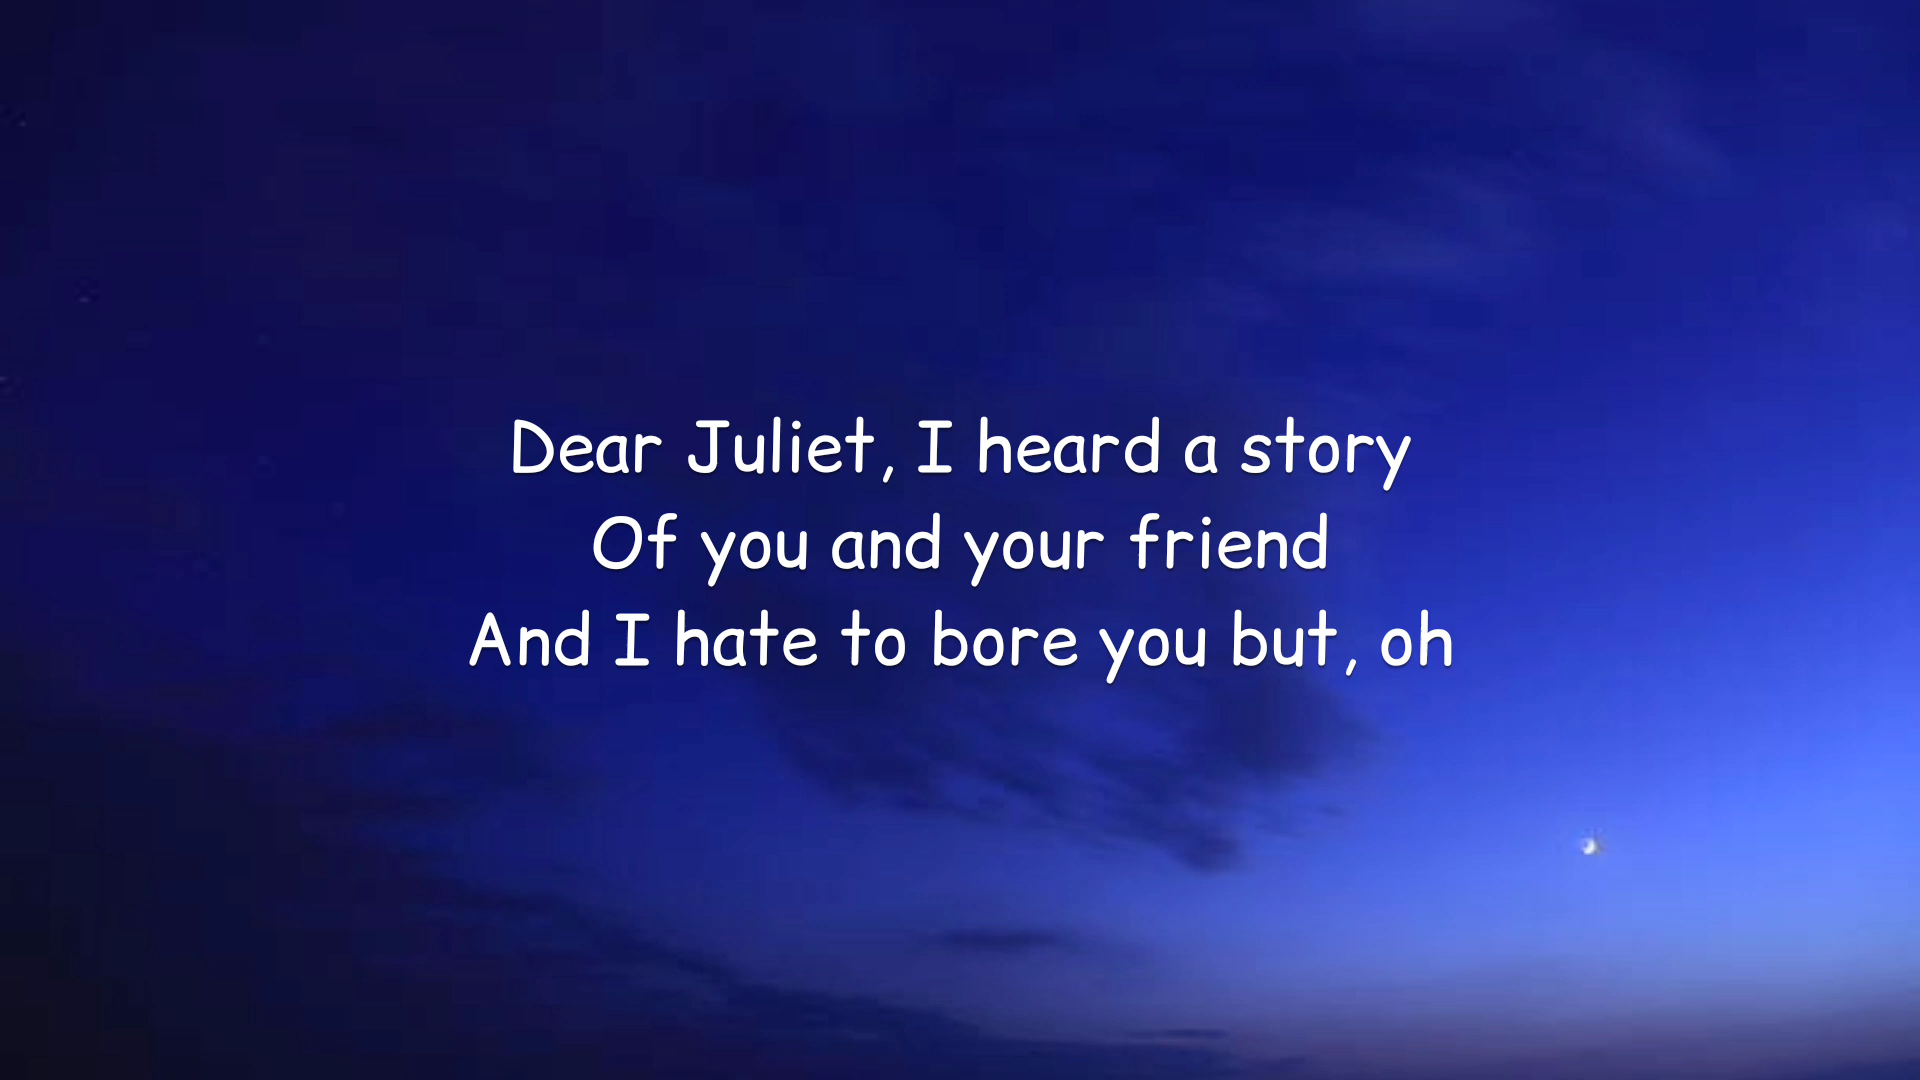 Dear Juliet, I heard a story
Of you and your friend
And I hate to bore you but, oh